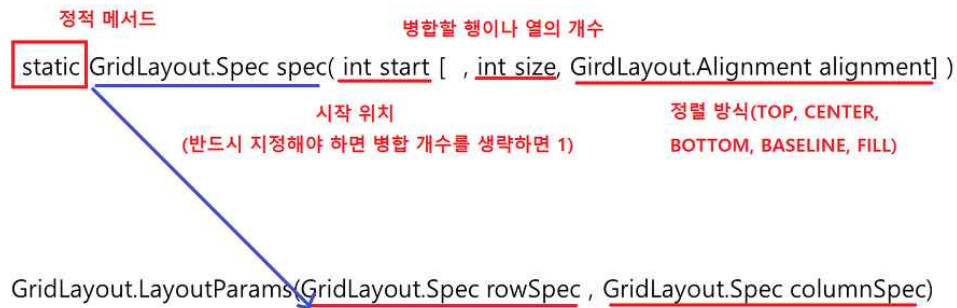 정적 메서드
병합할 행이나 열의 개수
static GridLayout.Spec spec( int start [ , int size, GirdLayout.Alignment alignment] )
시작 위치
(반드시 지정해야 하면 병합 개수를 생략하면 1)
정렬 방식(TOP, CENTER,
BOTTOM, BASELINE, FILL)
GridLayout.LayoutParams(GridLayout.Spec rowSpec , GridLayout.Spec columnSpec)